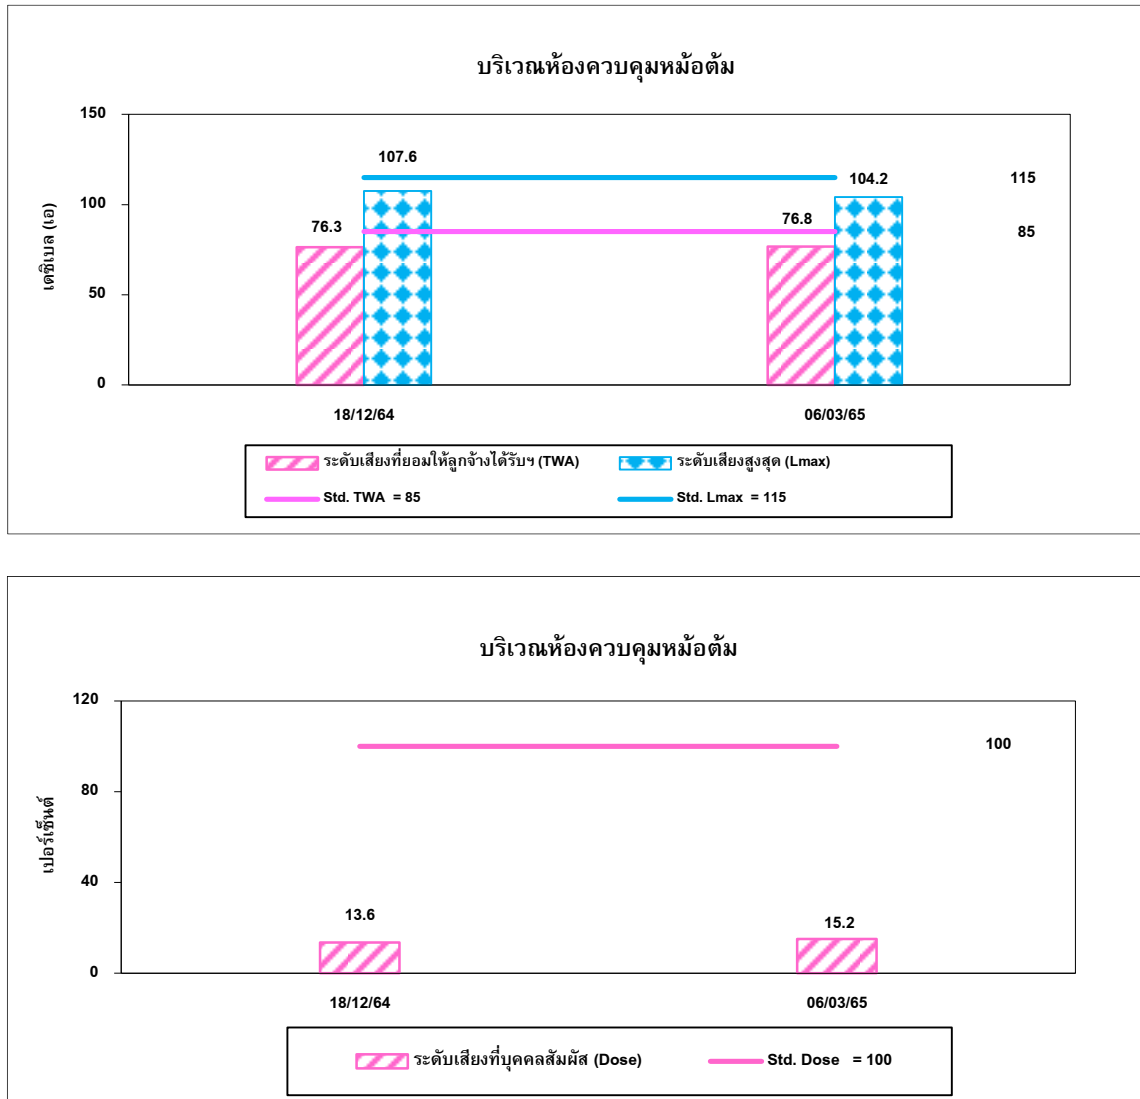 บริเวณห้องควบคุมหม้อต้ม
150
107.6
104.2
115
100
76.3
76.8
85
เดซิเบล (เอ)
50
0
18/12/64
06/03/65
ระดับเสียงที่ยอมให้ลูกจ้างได้รับฯ (TWA)
ระดับเสียงสูงสุด (Lmax)
Std. TWA = 85
Std. Lmax = 115
บริเวณห้องควบคุมหม้อต้ม
120
100
80
เปอร์เซ็นต์
40
13.6
15.2
0
18/12/64
06/03/65
ระดับเสียงที่บุคคลสัมผัส (Dose)
Std. Dose = 100